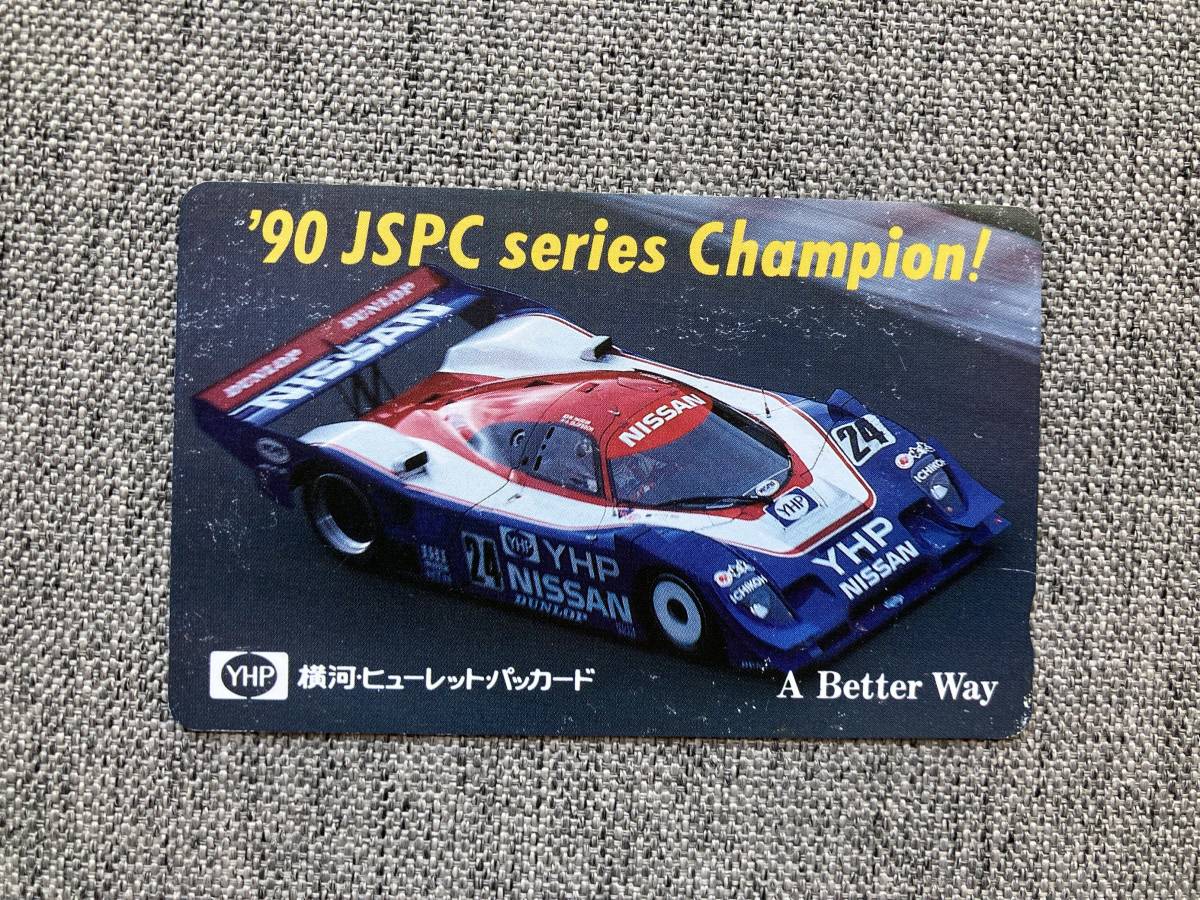 '90 JSPC series Champion!
DUNLOP DUNLOP
NISSAN
NISSAN
24
ICHIKOH
YHP
24
YHP
YHP
NISSAN
DUNLOP
YHP
NISSAN
ICHIKOH
YHP 横河・ヒューレット・パッカード
A Better Way